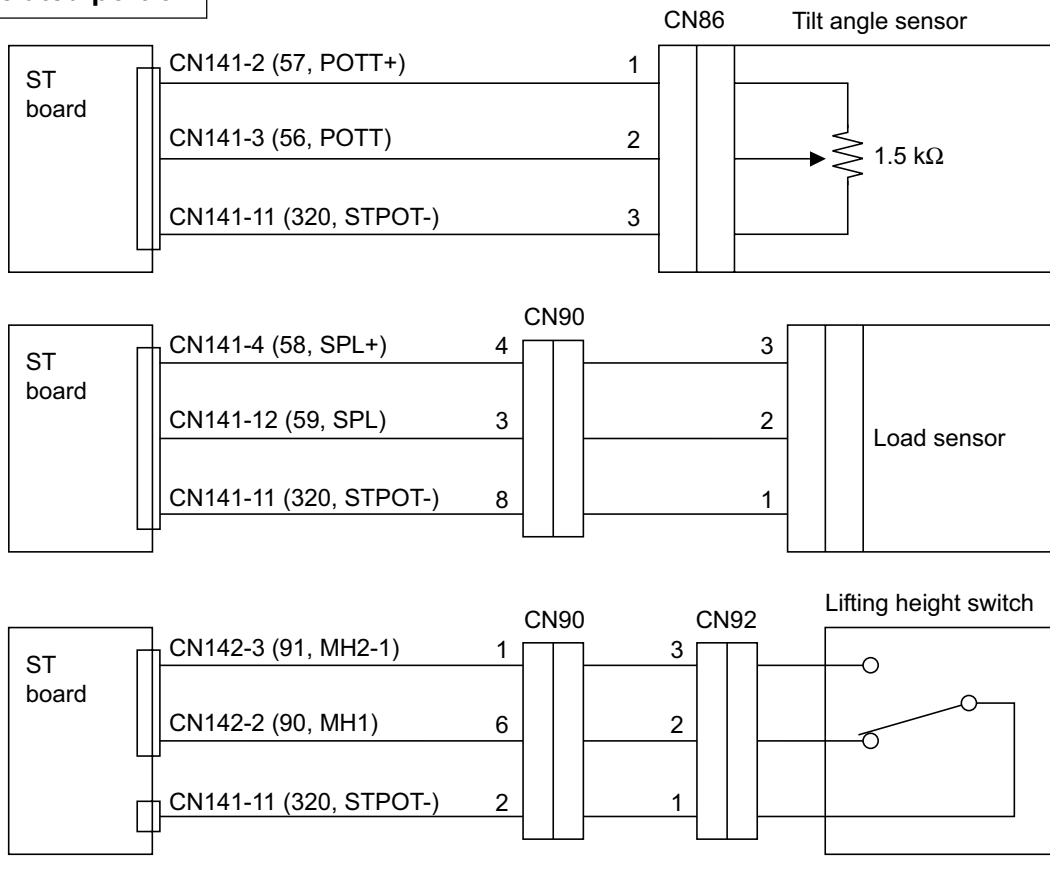 CN86 Tilt angle sensor
ST
board
CN141-2 (57, POTT+) 1
CN141-3 (56, POTT) 2
1.5 kΩ
CN141-11 (320, STPOT-) 3
CN90
ST
board
CN141-4 (58, SPL+) 4 3
CN141-12 (59, SPL) 3 2
Load sensor
CN141-11 (320, STPOT-) 8 1
Lifting height switch
CN90 CN92
ST
board
CN142-3 (91, MH2-1) 1 3
CN142-2 (90, MH1) 6 2
CN141-11 (320, STPOT-) 2 1